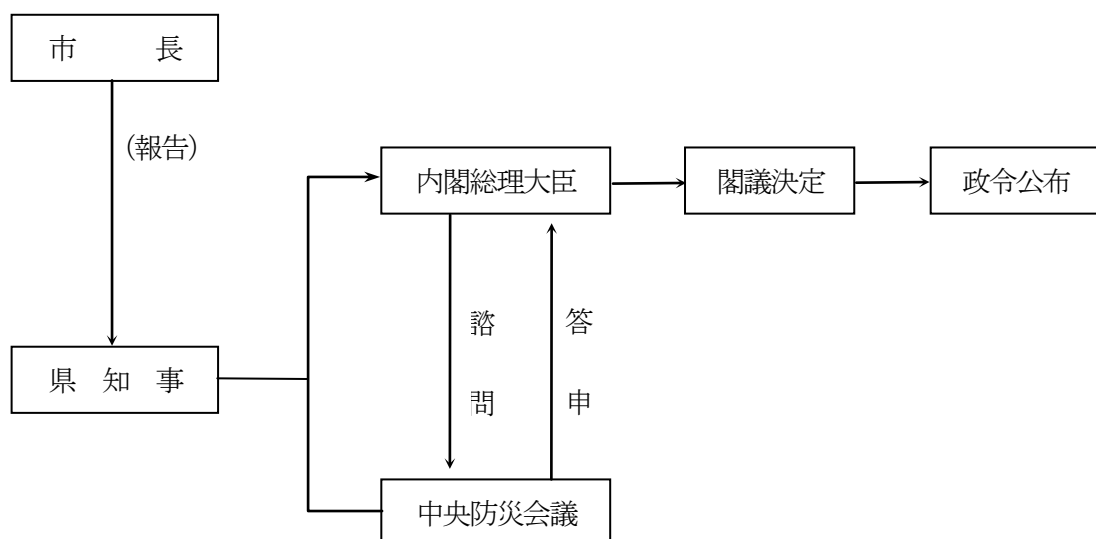 市　長
(報告)
内閣総理大臣
閣議決定
政令公布
諮問
答申
県知事
中央防災会議